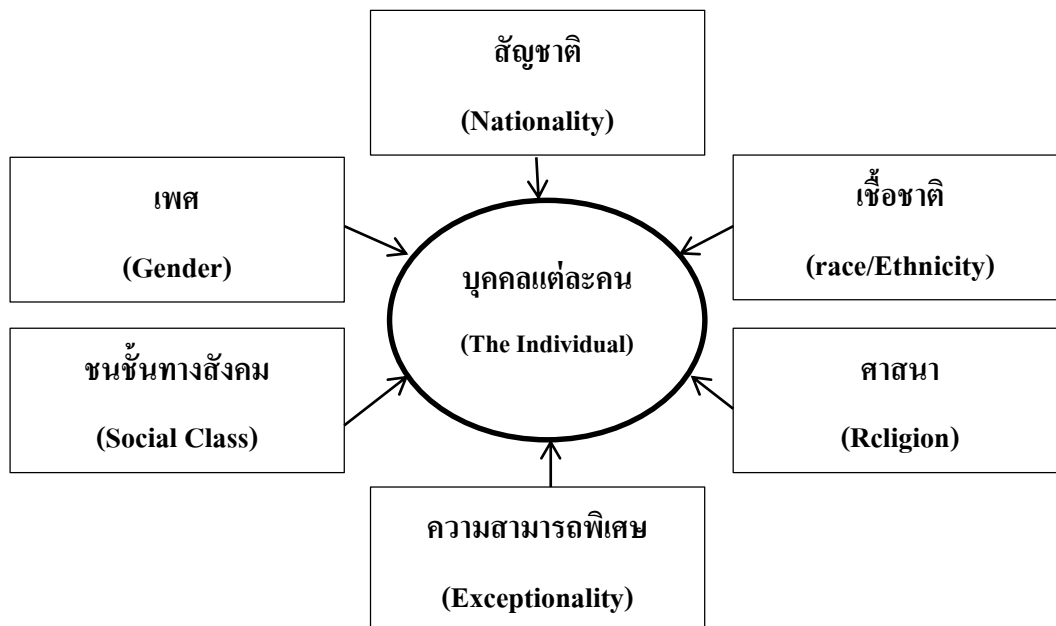 สัญชาติ
(Nationality)
เพศ
(Gender)
เชื้อชาติ
(race/Ethnicity)
บุคคลแต่ละคน
(The Individual)
ชนชั้นทางสังคม
(Social Class)
ศาสนา
(Rcligion)
ความสามารถพิเศษ
(Exceptionality)